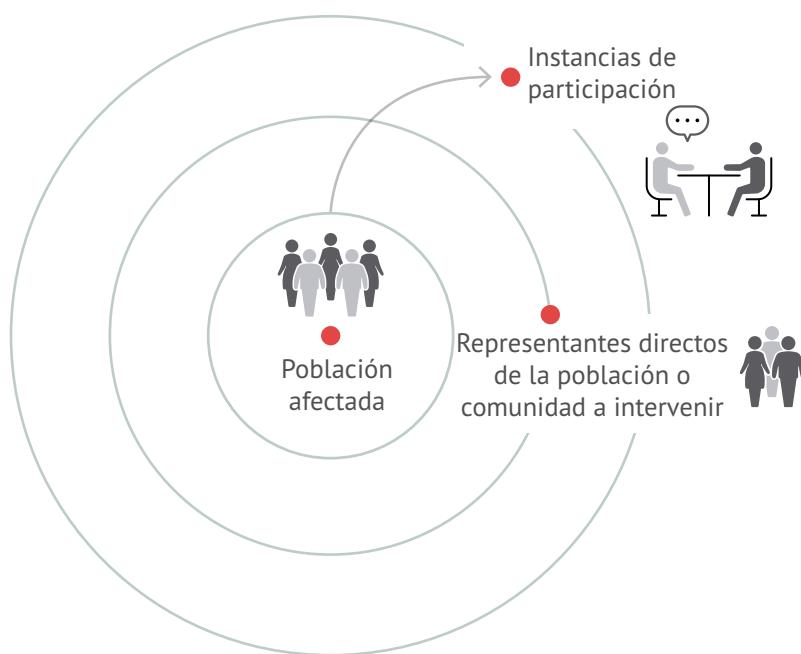 Instancias de
participación
Población
afectada
Representantes directos
de la población o
comunidad a intervenir